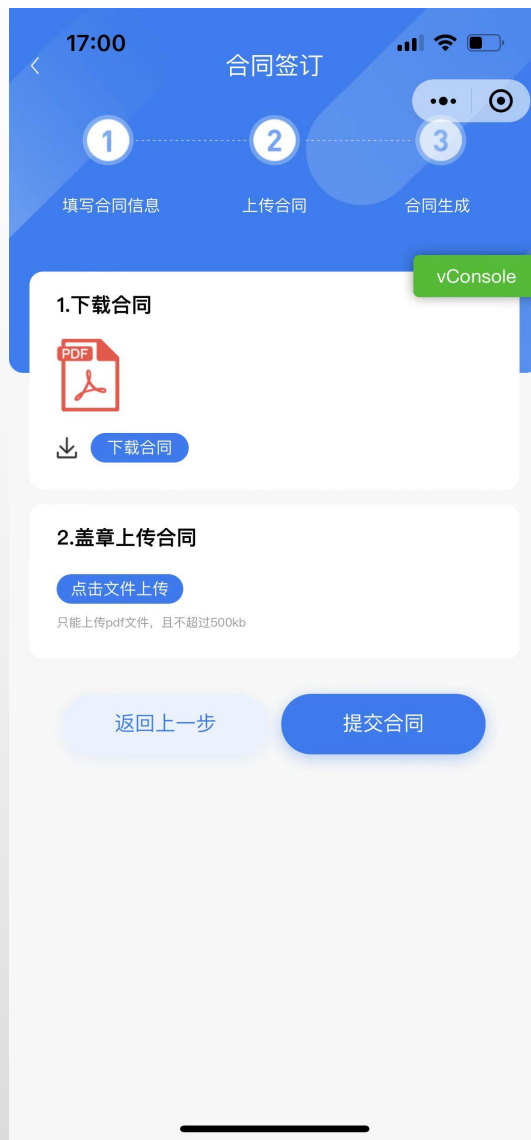 17:00
合同签订
1
2
3
填写合同信息
上传合同
合同生成
vConsole
1.下载合同
PDF
下载合同
2.盖章上传合同
点击文件上传
只能上传pdf文件，且不超过500kb
返回上一步
提交合同